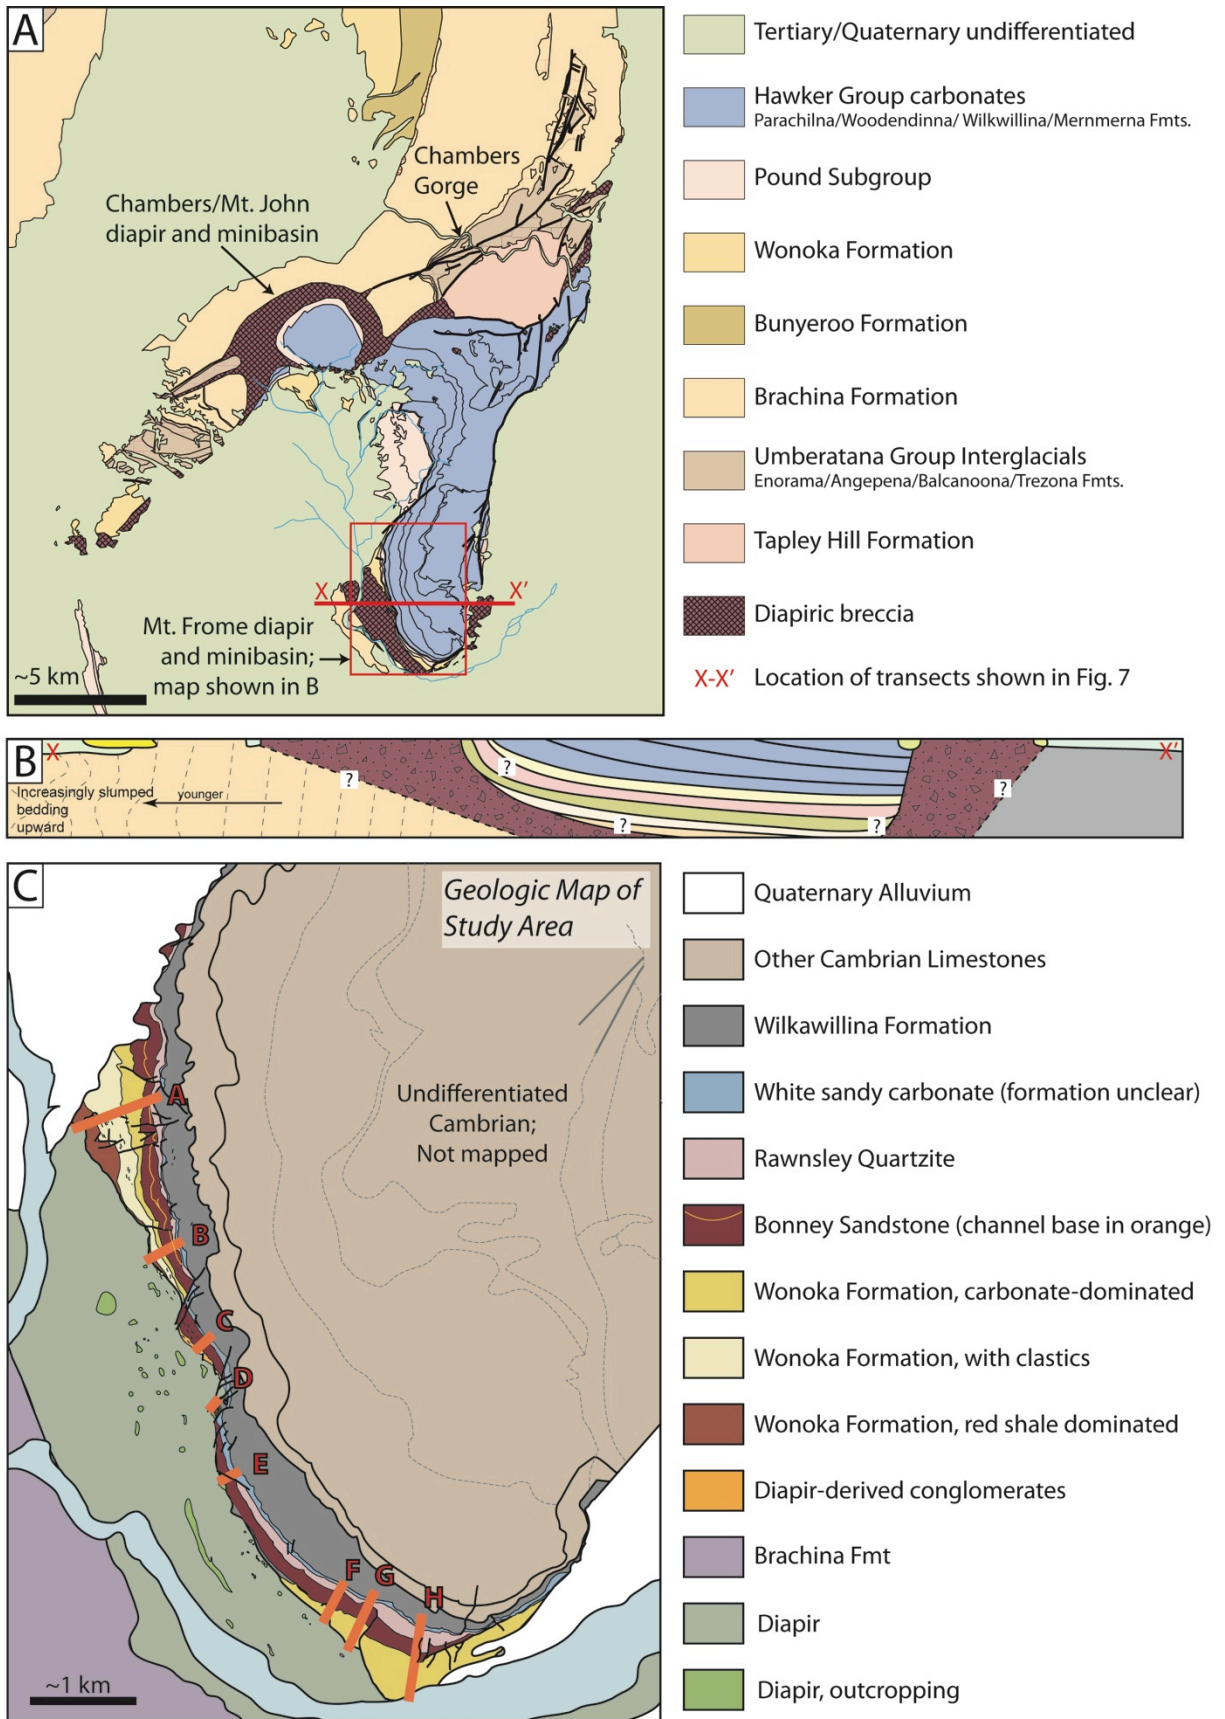 A
Chambers
Gorge
Chambers/Mt. John
diapir and minibasin
X
X'
Mt. Frome diapir
and minibasin;
map shown in B
~5 km
Tertiary/Quaternary undifferentiated
Hawker Group carbonates
Parachilna/Woodendinna/ Wilkwillina/Mernmerna Fmts.
Pound Subgroup
Wonoka Formation
Bunyeroo Formation
Brachina Formation
Umberatana Group Interglacials
Enorama/Angepena/Balcanoona/Trezona Fmts.
Tapley Hill Formation
Diapiric breccia
X-X' Location of transects shown in Fig. 7
B
X
X'
?
?
?
?
?
Increasingly slumped
bedding
upward
younger
C
Geologic Map of
Study Area
Undifferentiated
Cambrian;
Not mapped
A
B
C
D
E
F
G
H
~1 km
Quaternary Alluvium
Other Cambrian Limestones
Wilkawillina Formation
White sandy carbonate (formation unclear)
Rawnsley Quartzite
Bonney Sandstone (channel base in orange)
Wonoka Formation, carbonate-dominated
Wonoka Formation, with clastics
Wonoka Formation, red shale dominated
Diapir-derived conglomerates
Brachina Fmt
Diapir
Diapir, outcropping